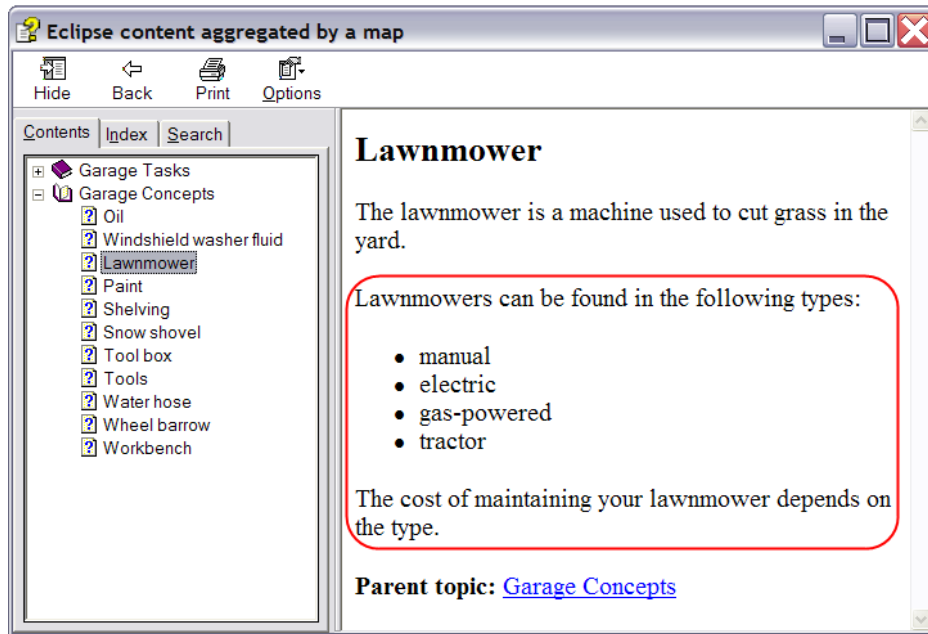 Eclipse content aggregated by a map
Hide Back Print Options
Contents Index Search
Garage Tasks
Garage Concepts
Oil
Windshield washer fluid
Lawnmower
Paint
Shelving
Snow shovel
Tool box
Tools
Water hose
Wheel barrow
Workbench
Lawnmower
The lawnmower is a machine used to cut grass in the
yard.
Lawnmowers can be found in the following types:
manual
electric
gas-powered
tractor
The cost of maintaining your lawnmower depends on
the type.
Parent topic: Garage Concepts